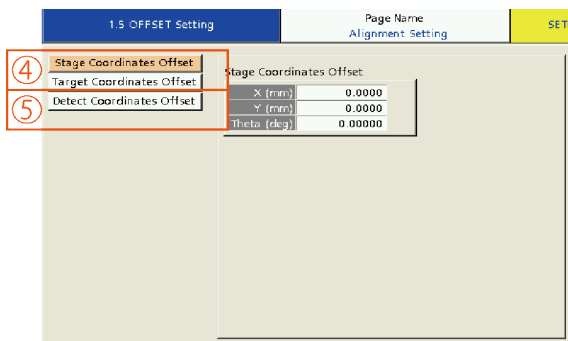 1.5 OFFSET Setting
Page Name
Alignment Setting
SET
④
Stage Coordinates Offset
Target Coordinates Offset
⑤
Detect Coordinates Offset
Stage Coordinates Offset
X (mm) 0.0000
Y (mm) 0.0000
Theta (deg) 0.00000